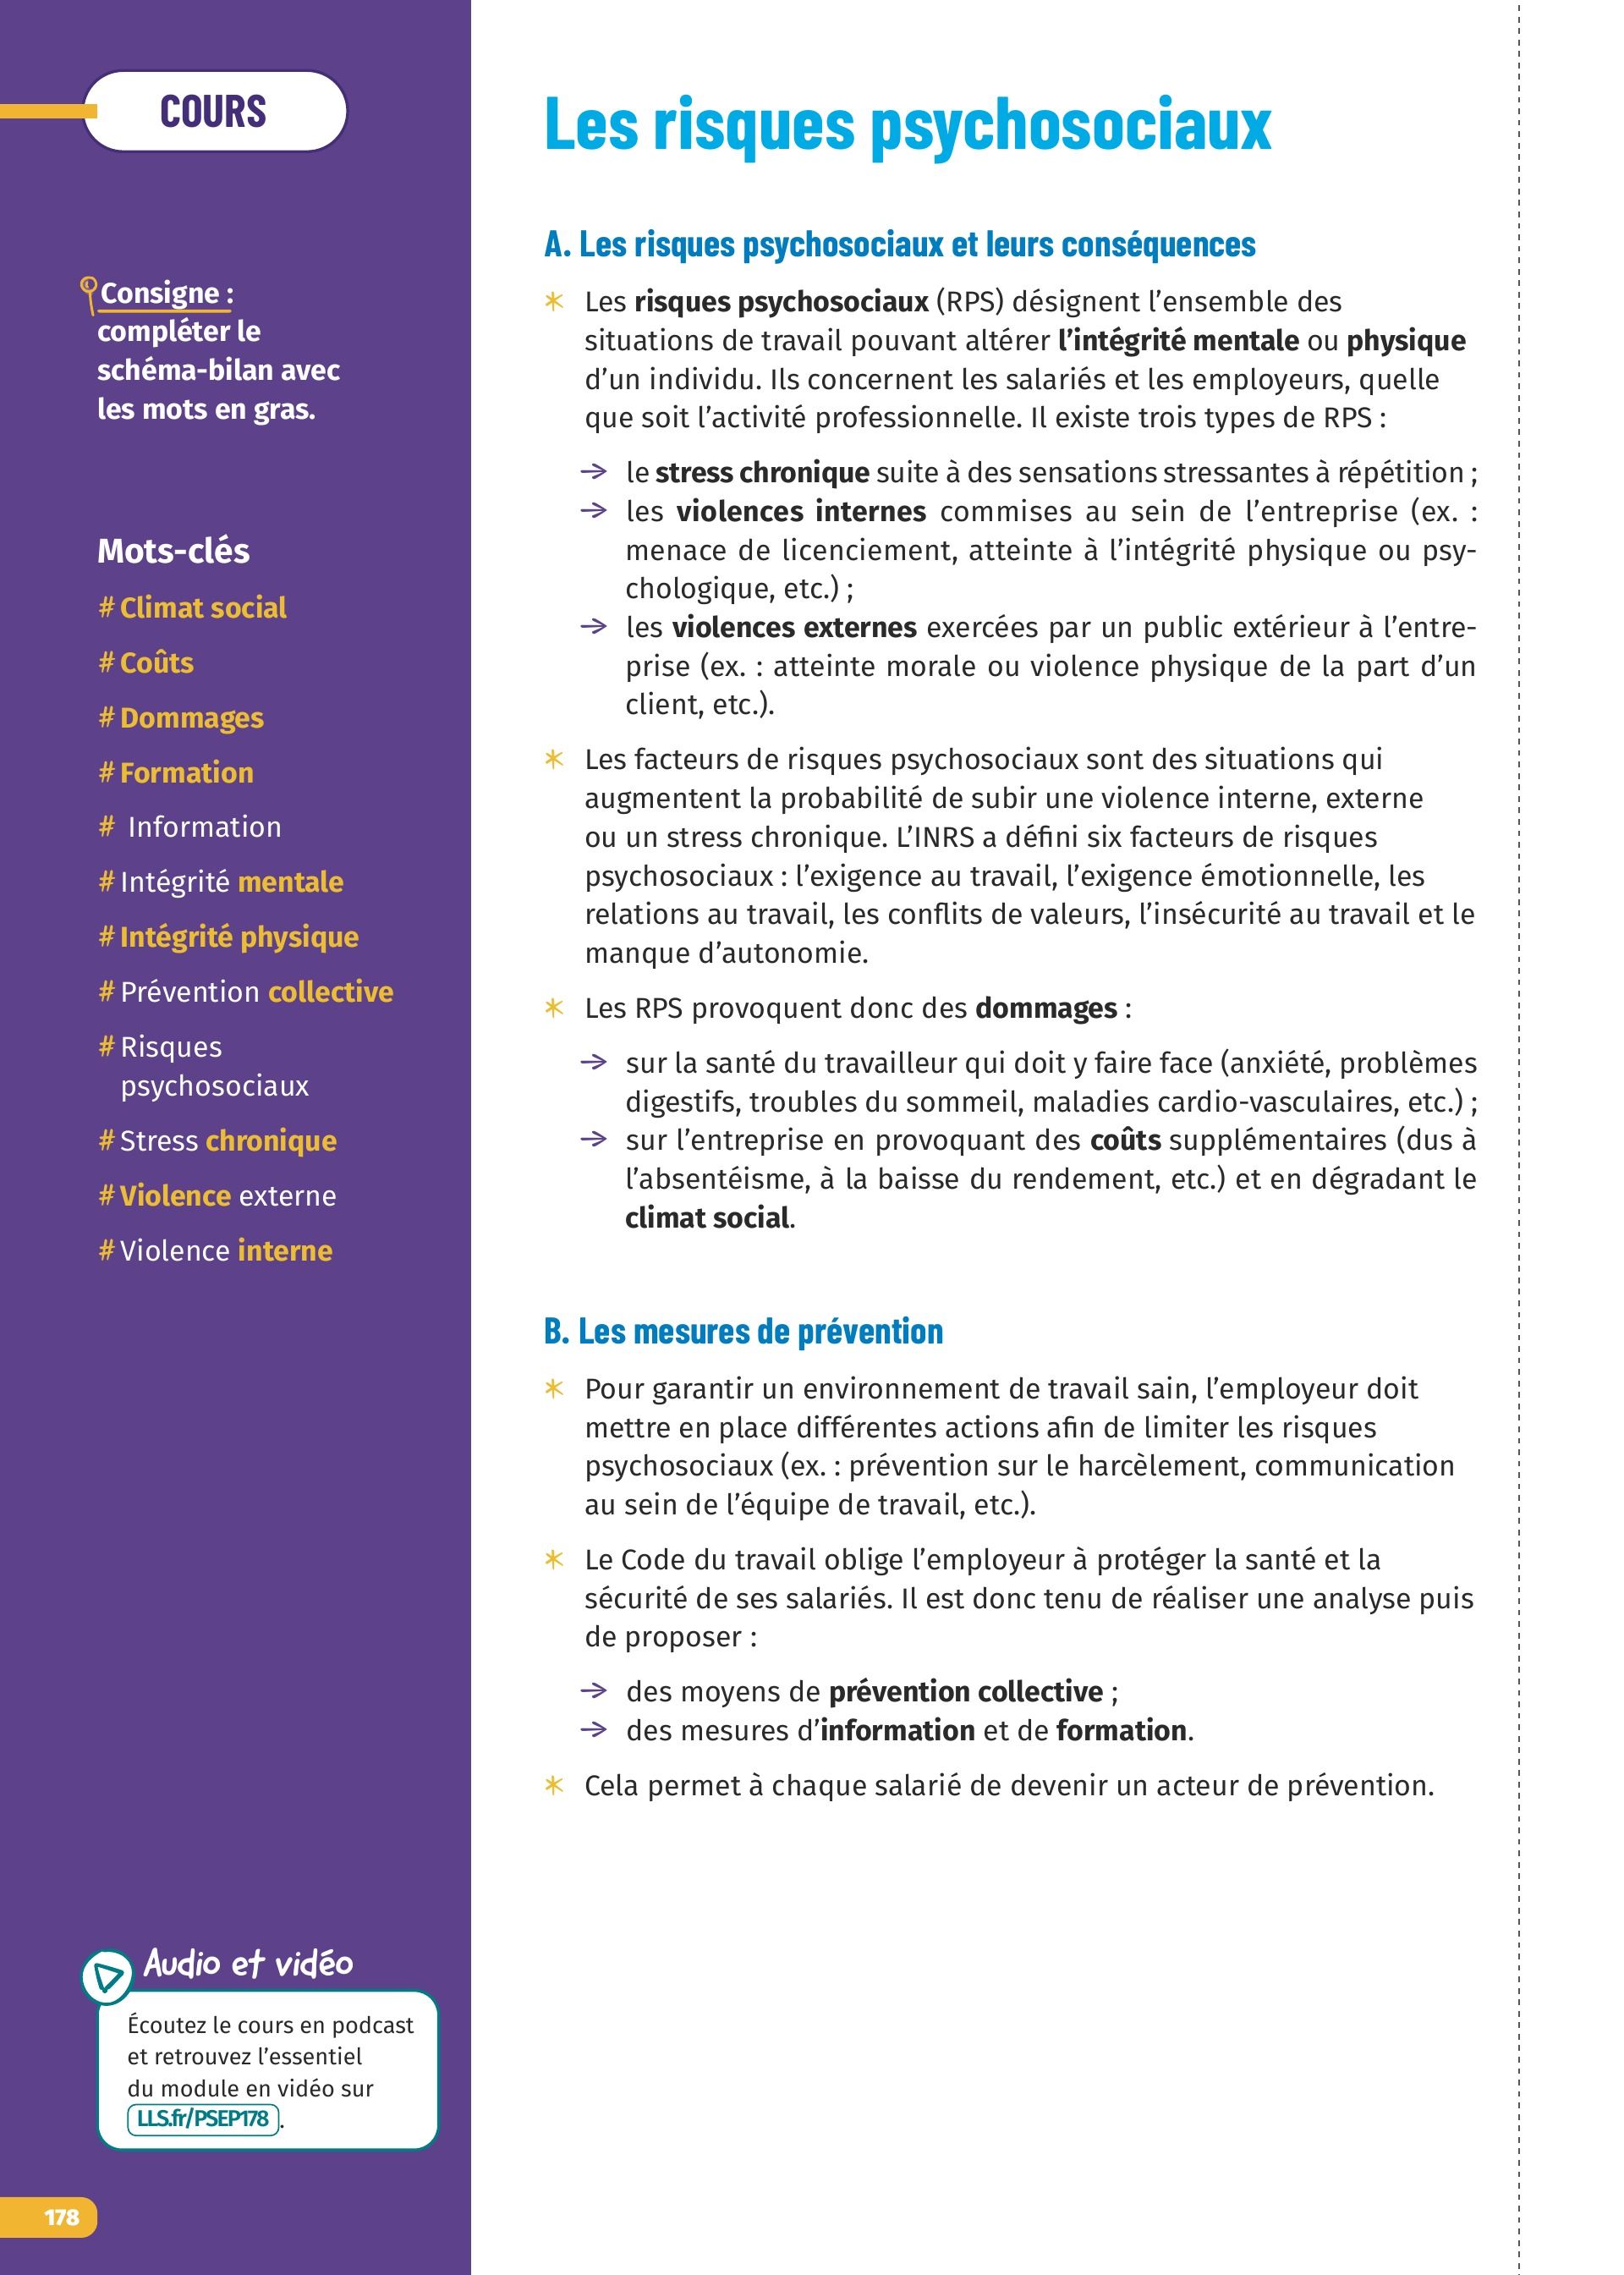 COURS
Consigne :
compléter le
schéma-bilan avec
les mots en gras.
Mots-clés
# Climat social
# Coûts
# Dommages
# Formation
# Information
# Intégrité mentale
# Intégrité physique
# Prévention collective
# Risques
psychosociaux
# Stress chronique
# Violence externe
# Violence interne
Audio et vidéo
Écoutez le cours en podcast
et retrouvez l’essentiel
du module en vidéo sur
LLS.fr/PSEP178.
178
Les risques psychosociaux
A. Les risques psychosociaux et leurs conséquences
* Les risques psychosociaux (RPS) désignent l’ensemble des
situations de travail pouvant altérer l’intégrité mentale ou physique
d’un individu. Ils concernent les salariés et les employeurs, quelle
que soit l’activité professionnelle. Il existe trois types de RPS :
→ le stress chronique suite à des sensations stressantes à répétition ;
→ les violences internes commises au sein de l’entreprise (ex. :
menace de licenciement, atteinte à l’intégrité physique ou psy-
chologique, etc.) ;
→ les violences externes exercées par un public extérieur à l’entre-
prise (ex. : atteinte morale ou violence physique de la part d’un
client, etc.).
* Les facteurs de risques psychosociaux sont des situations qui
augmentent la probabilité de subir une violence interne, externe
ou un stress chronique. L’INRS a défini six facteurs de risques
psychosociaux : l’exigence au travail, l’exigence émotionnelle, les
relations au travail, les conflits de valeurs, l’insécurité au travail et le
manque d’autonomie.
* Les RPS provoquent donc des dommages :
→ sur la santé du travailleur qui doit y faire face (anxiété, problèmes
digestifs, troubles du sommeil, maladies cardio-vasculaires, etc.) ;
→ sur l’entreprise en provoquant des coûts supplémentaires (dus à
l’absentéisme, à la baisse du rendement, etc.) et en dégradant le
climat social.
B. Les mesures de prévention
* Pour garantir un environnement de travail sain, l’employeur doit
mettre en place différentes actions afin de limiter les risques
psychosociaux (ex. : prévention sur le harcèlement, communication
au sein de l’équipe de travail, etc.).
* Le Code du travail oblige l’employeur à protéger la santé et la
sécurité de ses salariés. Il est donc tenu de réaliser une analyse puis
de proposer :
→ des moyens de prévention collective ;
→ des mesures d’information et de formation.
* Cela permet à chaque salarié de devenir un acteur de prévention.